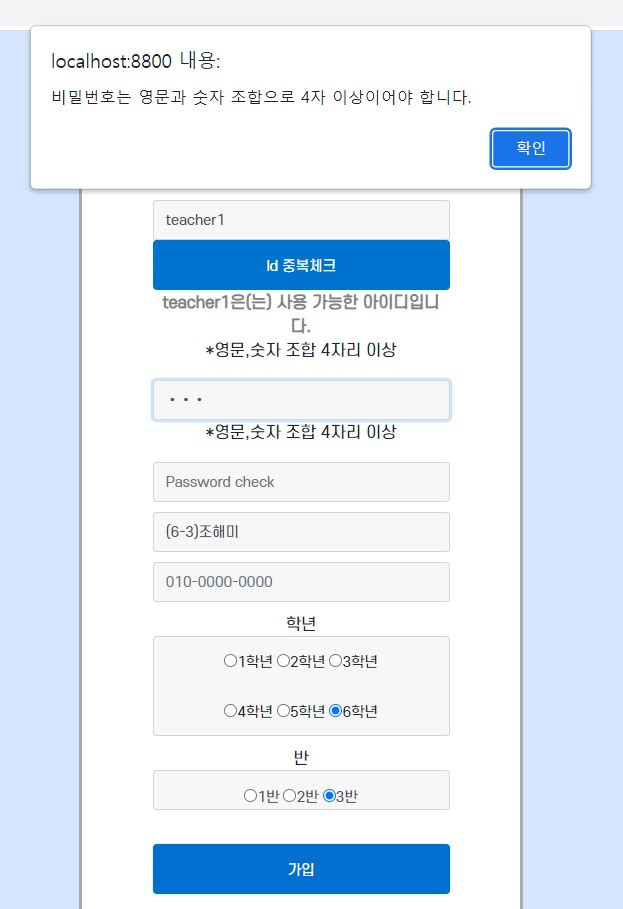 localhost:8800 내용:
비밀번호는 영문과 숫자 조합으로 4자 이상이어야 합니다.
확인
teacher1
Id 중복체크
teacher1은(는) 사용 가능한 아이디입니
다.
*영문,숫자 조합 4자리 이상
*영문,숫자 조합 4자리 이상
Password check
(6-3)조해미
010-0000-0000
학년
1학년 2학년 3학년
4학년 5학년 6학년
반
1반 2반 3반
가입